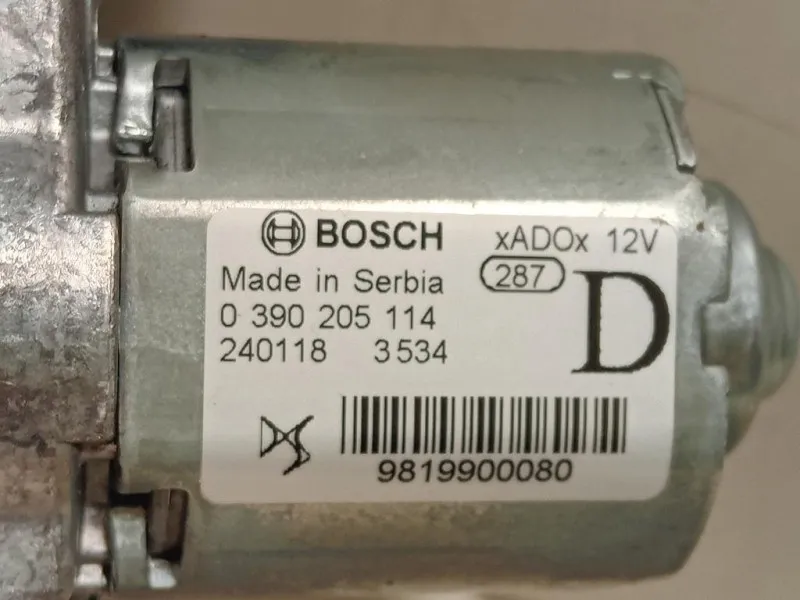 BOSCH xADOx 12V
Made in Serbia 287
0 390 205 114 D
240118 3534
9819900080